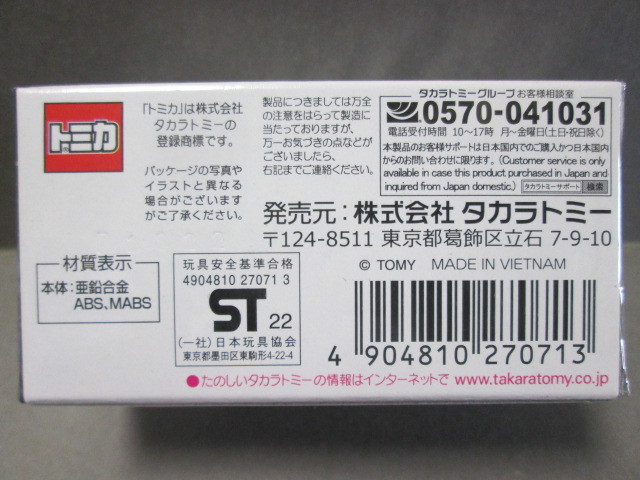 トミカ
「トミカ」は株式会社
タカラトミーの
登録商標です。
パッケージの写真や
イラストと異なる
場合がございますが
ご了承ください。
製品につきましては万全
の注意をはらって製造に
当たっておりますが、
万一お気づきの点などが
ございましたら、
右記までご連絡ください。
タカラトミーグループ お客様相談室
0570-041031
電話受付時間 10〜17時 月〜金曜日(土・日・祝日除く)
本製品のお客様サポートは日本国内でのご購入かつ日本国内
からのお問い合わせに限ります。(Customer service is only
available in case this product purchased in Japan and
inquired from Japan domestic.)
タカラトミーサポート 検索
発売元：株式会社 タカラトミー
〒124-8511 東京都葛飾区立石 7-9-10
材質表示
本体：亜鉛合金
ABS、MABS
玩具安全基準合格
4904810 27071 3
ST 22
(一社)日本玩具協会
東京都墨田区東駒形4-22-4
© TOMY MADE IN VIETNAM
4 904810 270713
●たのしいタカラトミーの情報はインターネットで www.takaratomy.co.jp